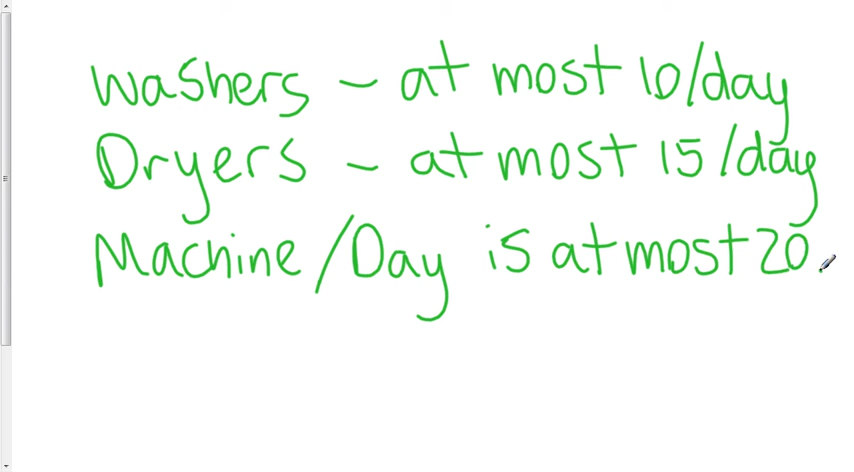 Washers - at most 10/day
Dryers - at most 15/day
Machine/Day is at most 20